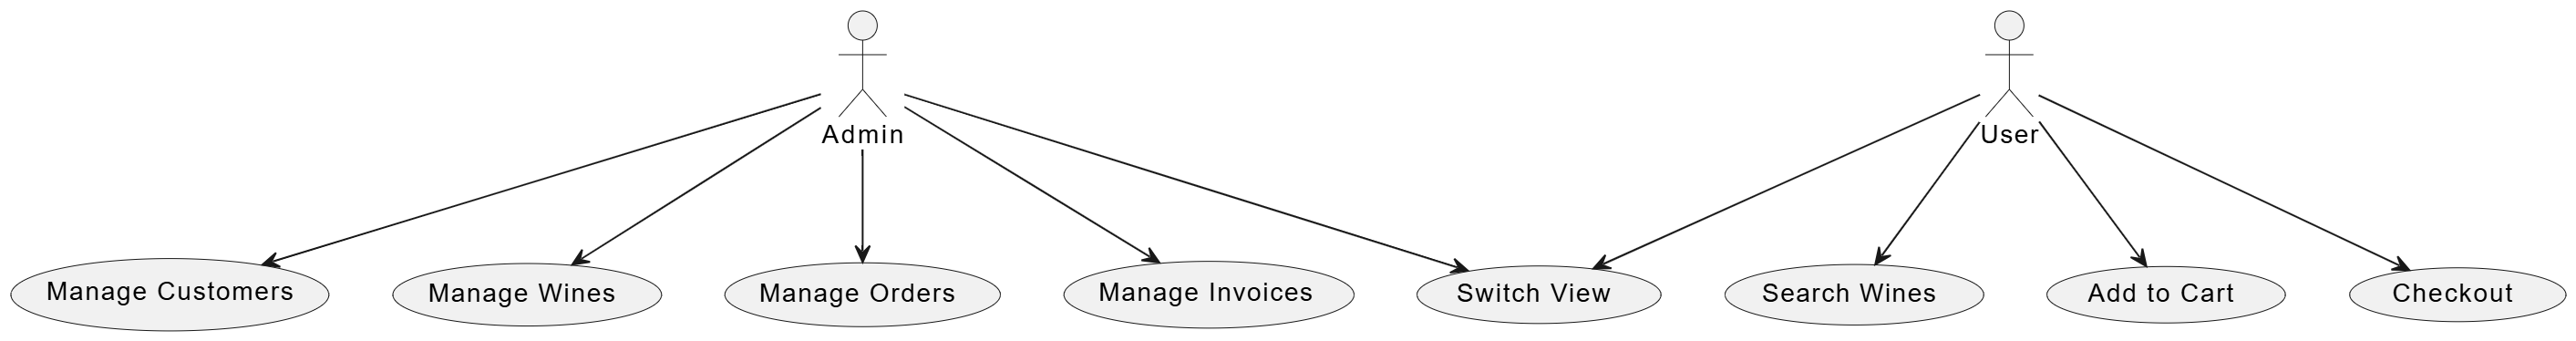 Admin
User
Manage Customers
Manage Wines
Manage Orders
Manage Invoices
Switch View
Search Wines
Add to Cart
Checkout